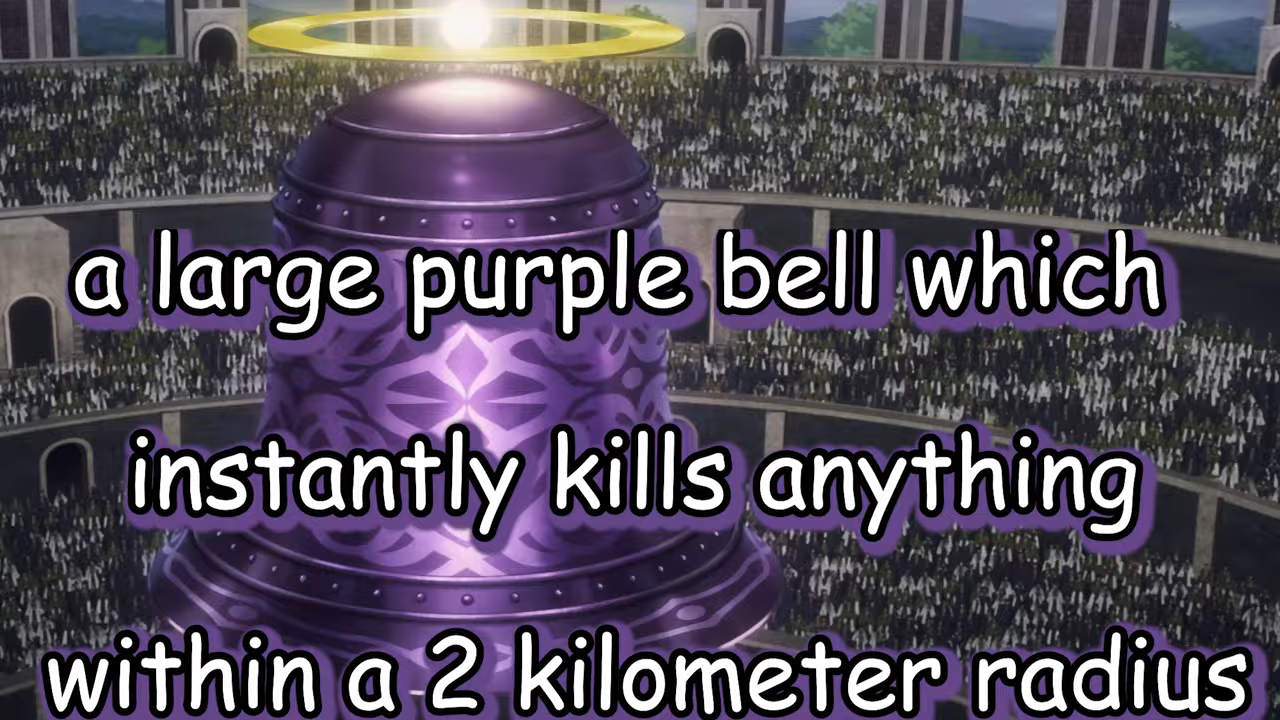 a large purple bell which
instantly kills anything
within a 2 kilometer radius